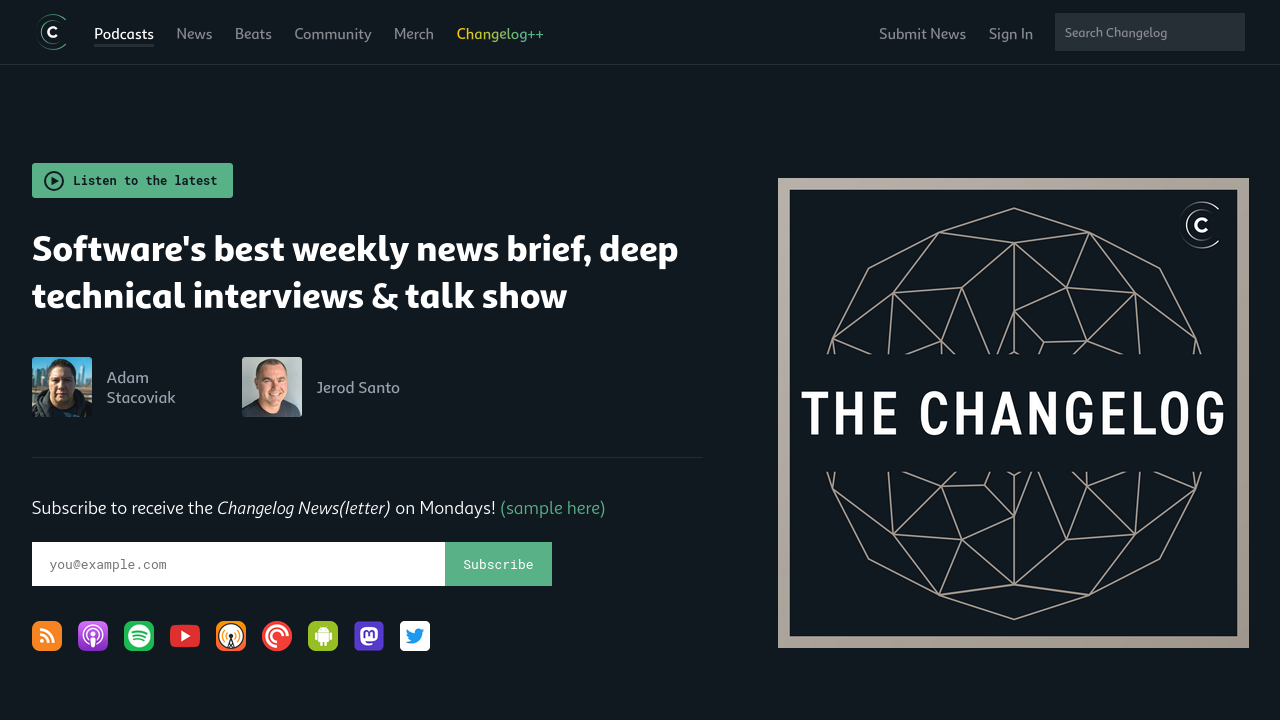 Podcasts News Beats Community Merch Changelog++ Submit News Sign In Search Changelog
Listen to the latest
Software's best weekly news brief, deep
technical interviews & talk show
Adam
Stacoviak
Jerod Santo
Subscribe to receive the Changelog News(letter) on Mondays! (sample here)
you@example.com Subscribe
THE CHANGELOG